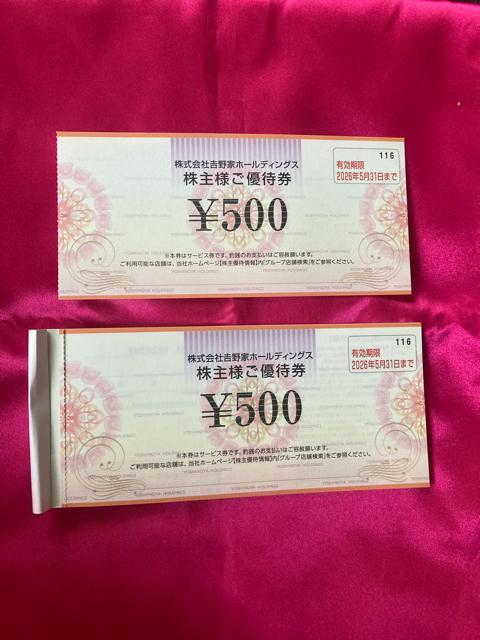 116
有効期限
2026年5月31日まで
株式会社吉野家ホールディングス
株主様ご優待券
¥500
※本券はサービス券です。釣銭のお支払いはご容赦願います。
ご利用可能な店舗は、当社ホームページ【株主優待情報】内「グループ店舗検索」をご参照ください。
YOSHINOYA HOLDINGS
116
有効期限
2026年5月31日まで
株式会社吉野家ホールディングス
株主様ご優待券
¥500
※本券はサービス券です。釣銭のお支払いはご容赦願います。
ご利用可能な店舗は、当社ホームページ【株主優待情報】内「グループ店舗検索」をご参照ください。
YOSHINOYA HOLDINGS